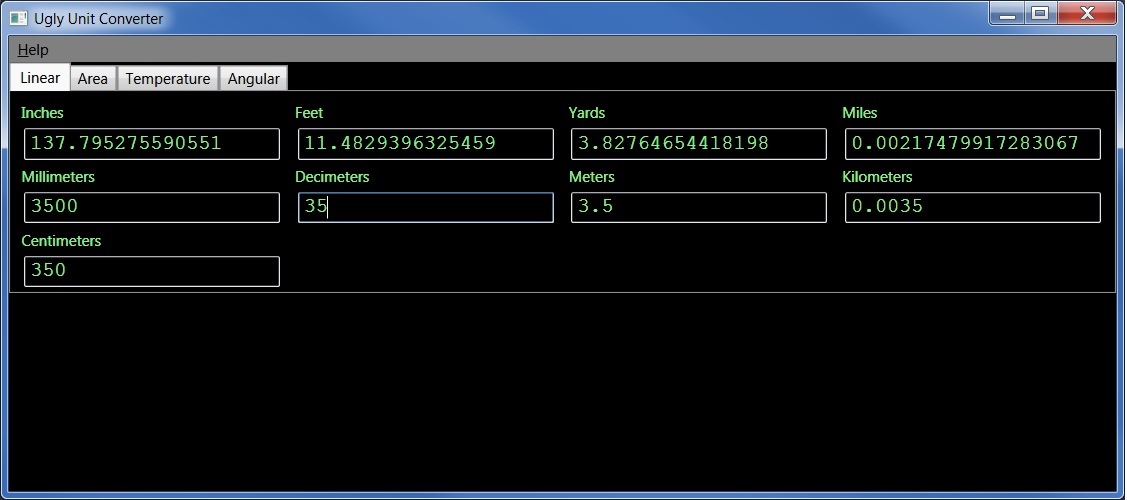 Ugly Unit Converter
Help
Linear Area Temperature Angular
Inches Feet Yards Miles
137.795275590551 11.4829396325459 3.82764654418198 0.00217479917283067
Millimeters Decimeters Meters Kilometers
3500 35 3.5 0.0035
Centimeters
350